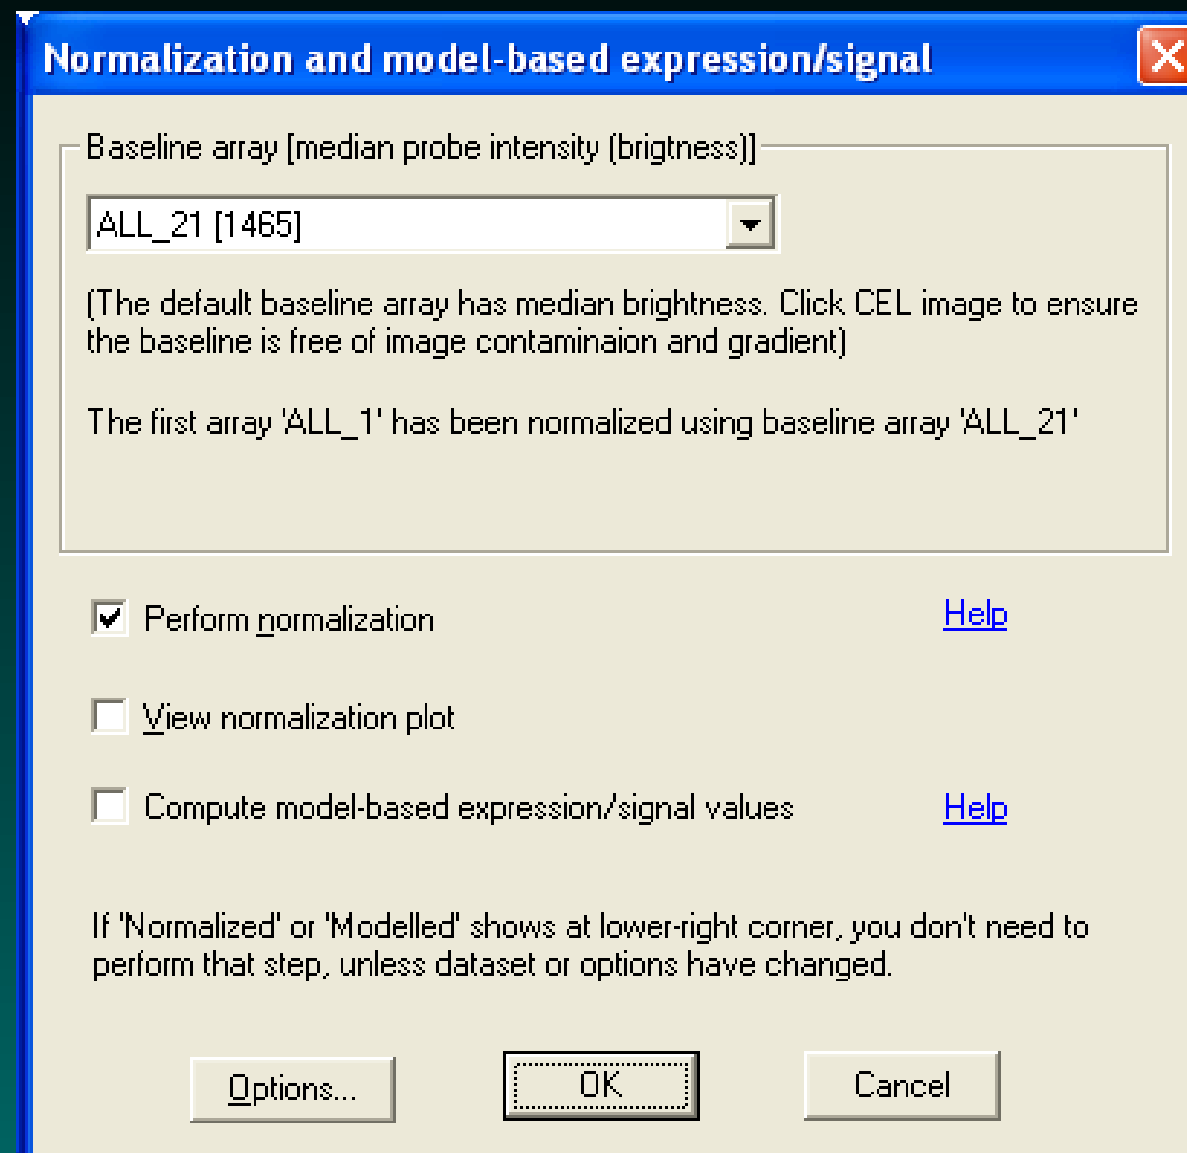 Normalization and model-based expression/signal
Baseline array [median probe intensity (brigtness)]
ALL_21 [1465]
(The default baseline array has median brightness. Click CEL image to ensure
the baseline is free of image contaminaion and gradient)
The first array 'ALL_1' has been normalized using baseline array 'ALL_21'
Perform normalization
Help
View normalization plot
Compute model-based expression/signal values
Help
If 'Normalized' or 'Modelled' shows at lower-right corner, you don't need to
perform that step, unless dataset or options have changed.
Options...
OK
Cancel